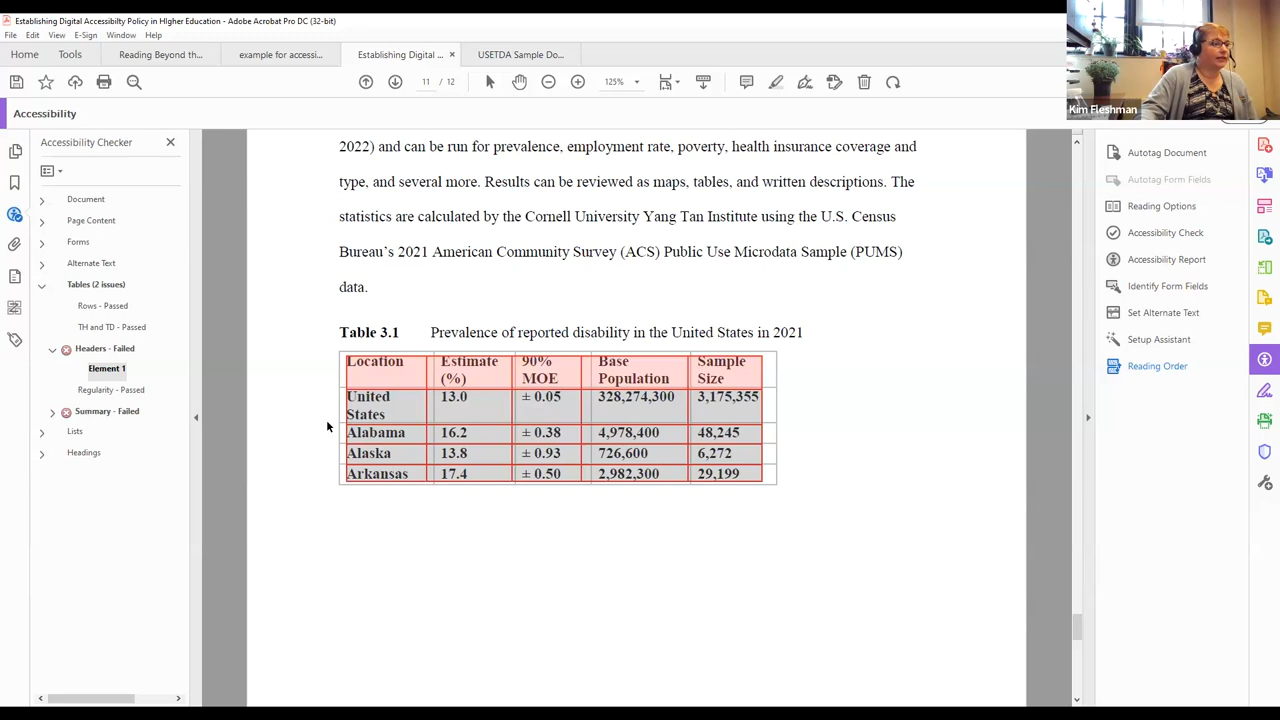 Establishing Digital Accessibilty Policy in HIgher Education - Adobe Acrobat Pro DC (32-bit)
File Edit View E-Sign Window Help
Home Tools Reading Beyond th... example for accessi... Establishing Digital ... × USETDA Sample Do...
11 / 12 125%
Kim Fleshman
Accessibility
Accessibility Checker
Document
Page Content
Forms
Alternate Text
Tables (2 issues)
Rows - Passed
TH and TD - Passed
Headers - Failed
Element 1
Regularity - Passed
Summary - Failed
Lists
Headings
2022) and can be run for prevalence, employment rate, poverty, health insurance coverage and
type, and several more. Results can be reviewed as maps, tables, and written descriptions. The
statistics are calculated by the Cornell University Yang Tan Institute using the U.S. Census
Bureau's 2021 American Community Survey (ACS) Public Use Microdata Sample (PUMS)
data.
Table 3.1 Prevalence of reported disability in the United States in 2021
Location Estimate (%) 90% MOE Base Population Sample Size
United States 13.0 ± 0.05 328,274,300 3,175,355
Alabama 16.2 ± 0.38 4,978,400 48,245
Alaska 13.8 ± 0.93 726,600 6,272
Arkansas 17.4 ± 0.50 2,982,300 29,199
Autotag Document
Autotag Form Fields
Reading Options
Accessibility Check
Accessibility Report
Identify Form Fields
Set Alternate Text
Setup Assistant
Reading Order